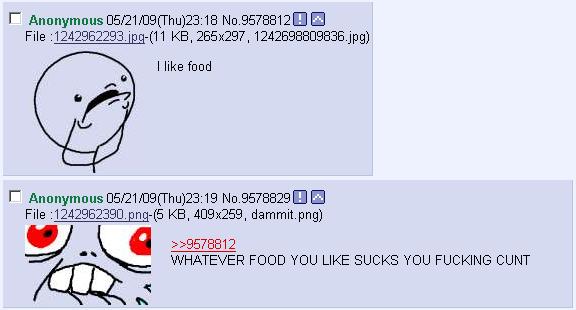 Anonymous 05/21/09(Thu)23:18 No.9578812
File :1242962293.jpg-(11 KB, 265x297, 1242698809836.jpg)
I like food
Anonymous 05/21/09(Thu)23:19 No.9578829
File :1242962390.png-(5 KB, 409x259, dammit.png)
>>9578812
WHATEVER FOOD YOU LIKE SUCKS YOU FUCKING CUNT